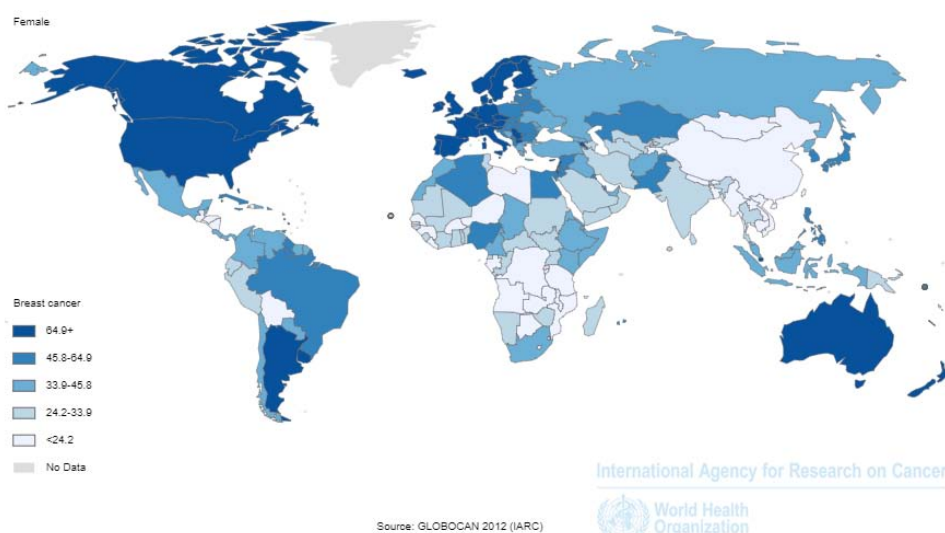 Female
Breast cancer
64.9+
45.8-64.9
33.9-45.8
24.2-33.9
<24.2
No Data
International Agency for Research on Cancer
World Health
Organization
Source: GLOBOCAN 2012 (IARC)